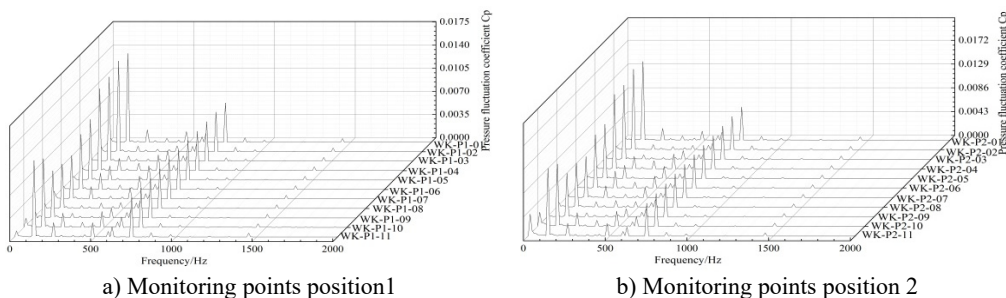 0.0175
0.0140
0.0105
0.0070
0.0035
0.0000
Pressure fluctuation coefficient Cp
WK-P1-01
WK-P1-02
WK-P1-03
WK-P1-04
WK-P1-05
WK-P1-06
WK-P1-07
WK-P1-08
WK-P1-09
WK-P1-10
WK-P1-11
0 500 1000 1500 2000
Frequency/Hz
a) Monitoring points position1
0.0172
0.0129
0.0086
0.0043
0.0000
Pressure fluctuation coefficient Cp
WK-P2-01
WK-P2-02
WK-P2-03
WK-P2-04
WK-P2-05
WK-P2-06
WK-P2-07
WK-P2-08
WK-P2-09
WK-P2-10
WK-P2-11
0 500 1000 1500 2000
Frequency/Hz
b) Monitoring points position 2